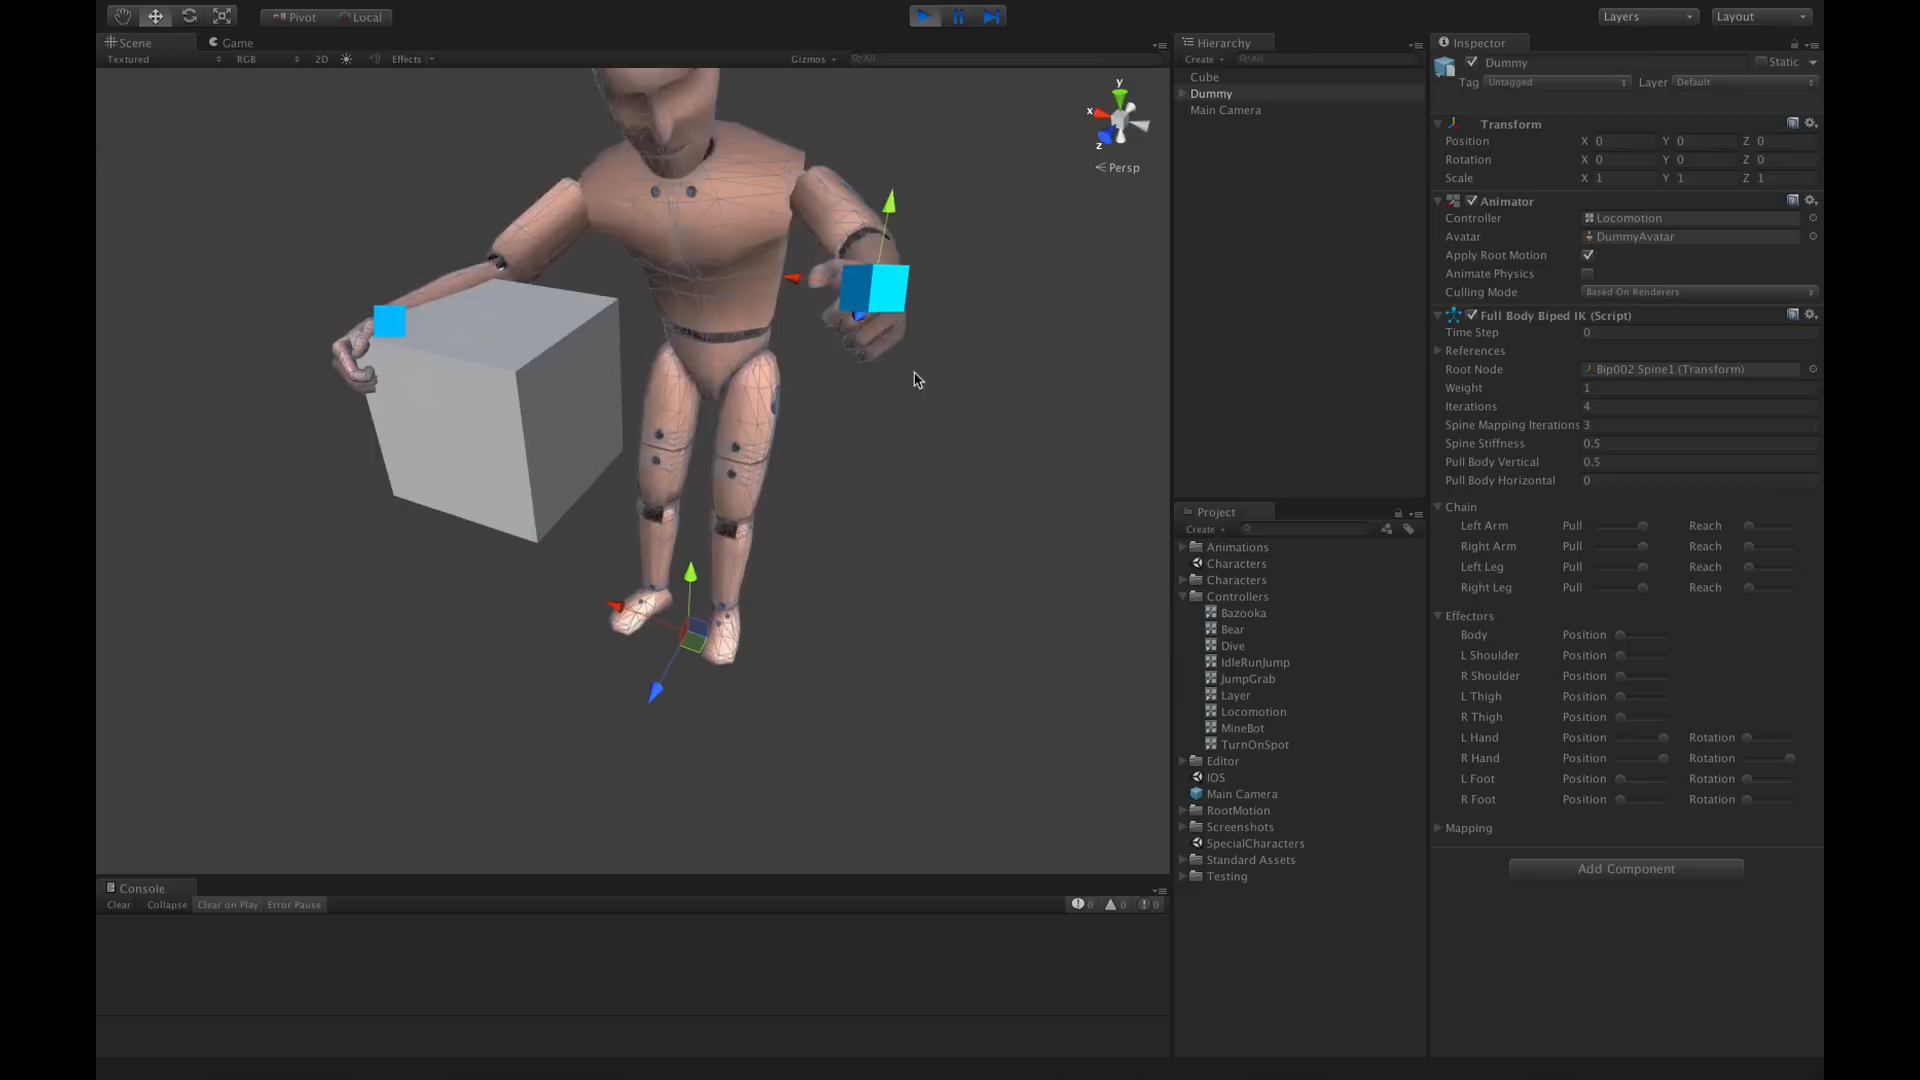 Pivot Local
Layers Layout
Scene Game
Textured RGB 2D Effects Gizmos All
y
x
z
Persp
Hierarchy
Create All
Cube
Dummy
Main Camera
Project
Create
Animations
Characters
Characters
Controllers
Bazooka
Bear
Dive
IdleRunJump
JumpGrab
Layer
Locomotion
MineBot
TurnOnSpot
Editor
IOS
Main Camera
RootMotion
Screenshots
SpecialCharacters
Standard Assets
Testing
Inspector
Dummy Static
Tag Untagged Layer Default
Transform
Position X 0 Y 0 Z 0
Rotation X 0 Y 0 Z 0
Scale X 1 Y 1 Z 1
Animator
Controller Locomotion
Avatar DummyAvatar
Apply Root Motion
Animate Physics
Culling Mode Based On Renderers
Full Body Biped IK (Script)
Time Step 0
References
Root Node Bip002 Spine1 (Transform)
Weight 1
Iterations 4
Spine Mapping Iterations 3
Spine Stiffness 0.5
Pull Body Vertical 0.5
Pull Body Horizontal 0
Chain
Left Arm Pull Reach
Right Arm Pull Reach
Left Leg Pull Reach
Right Leg Pull Reach
Effectors
Body Position
L Shoulder Position
R Shoulder Position
L Thigh Position
R Thigh Position
L Hand Position Rotation
R Hand Position Rotation
L Foot Position Rotation
R Foot Position Rotation
Mapping
Add Component
Console
Clear Collapse Clear on Play Error Pause 0 0 0